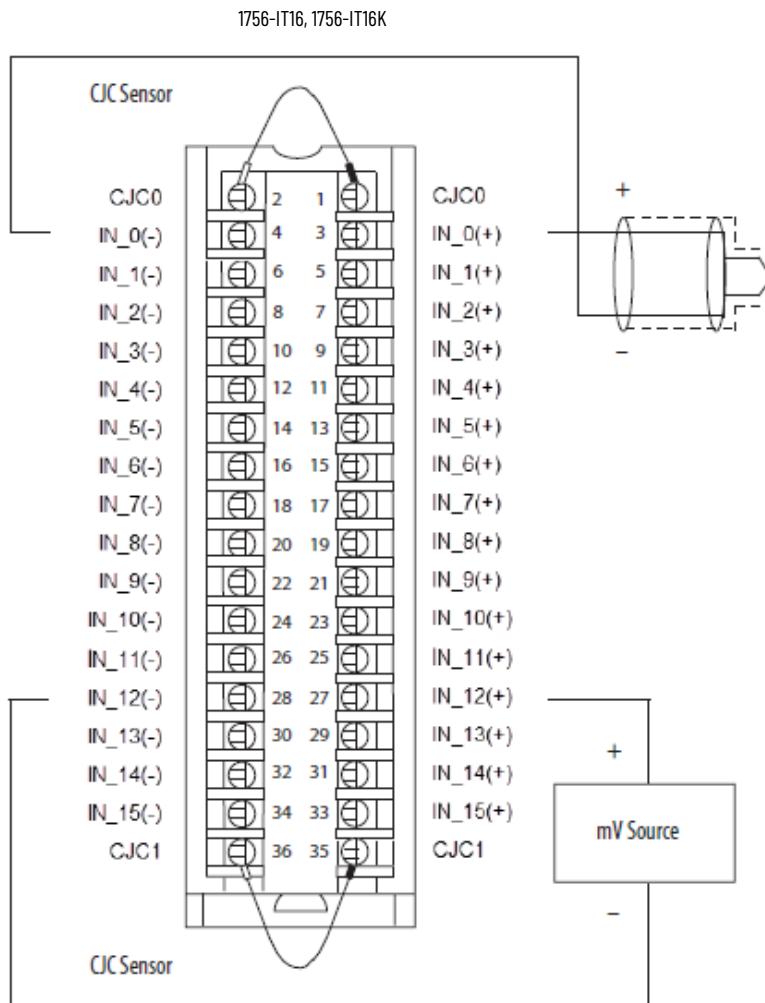 1756-IT16, 1756-IT16K
CJC Sensor
CJC0 2 1 CJC0 +
IN_0(-) 4 3 IN_0(+)
IN_1(-) 6 5 IN_1(+)
IN_2(-) 8 7 IN_2(+)
IN_3(-) 10 9 IN_3(+) –
IN_4(-) 12 11 IN_4(+)
IN_5(-) 14 13 IN_5(+)
IN_6(-) 16 15 IN_6(+)
IN_7(-) 18 17 IN_7(+)
IN_8(-) 20 19 IN_8(+)
IN_9(-) 22 21 IN_9(+)
IN_10(-) 24 23 IN_10(+)
IN_11(-) 26 25 IN_11(+)
IN_12(-) 28 27 IN_12(+)
IN_13(-) 30 29 IN_13(+) +
IN_14(-) 32 31 IN_14(+)
IN_15(-) 34 33 IN_15(+) mV Source
CJC1 36 35 CJC1
–
CJC Sensor